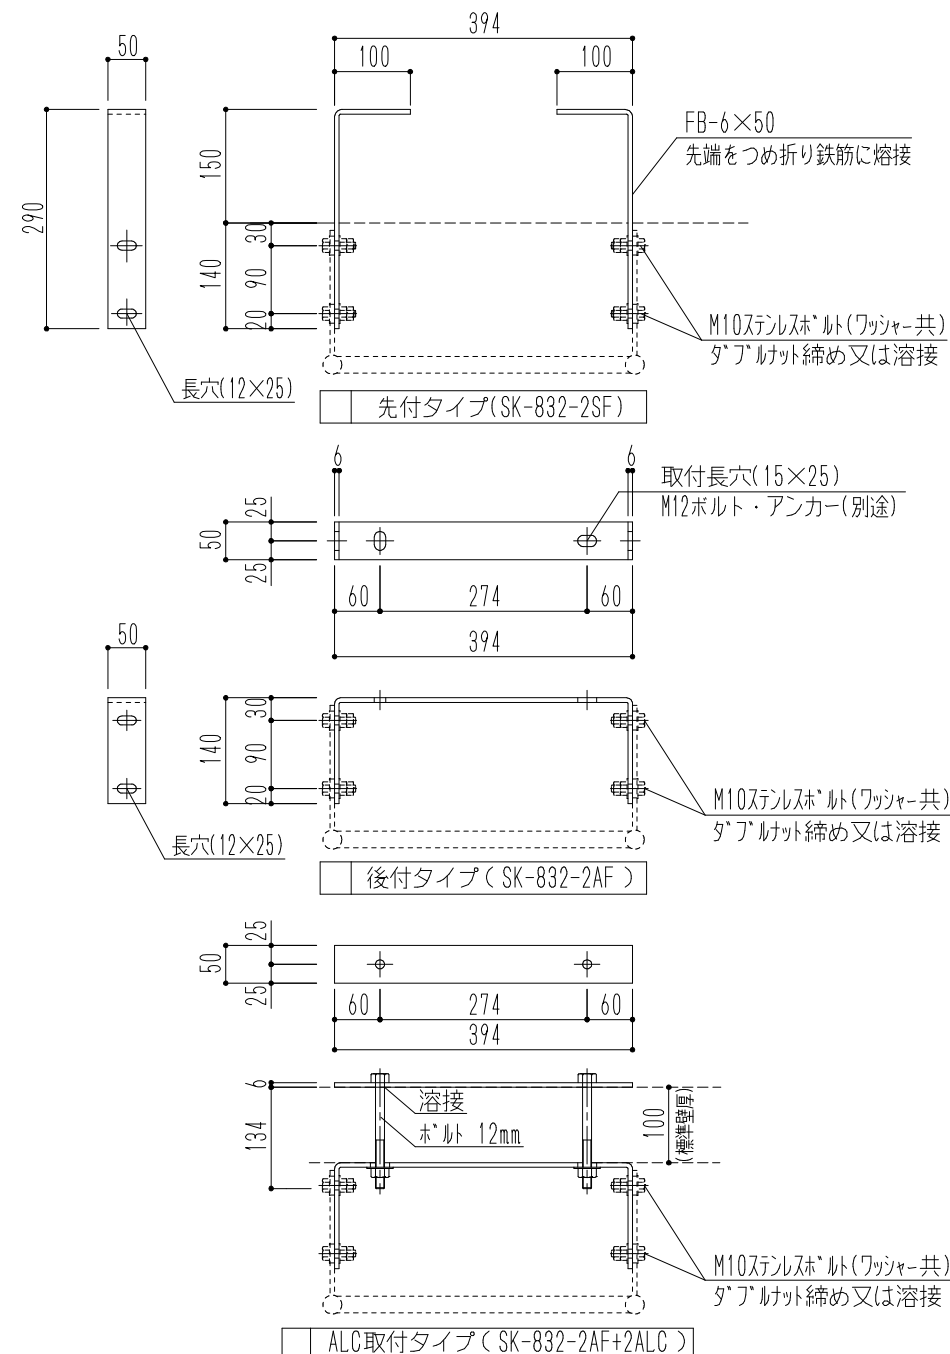 394
50
100
100
FB-6×50
先端をつめ折り鉄筋に熔接
150
290
30
140
90
20
M10ステンレスボルト(ワッシャー共)
ダブルナット締め又は溶接
長穴(12×25)
先付タイプ(SK-832-2SF)
6
6
取付長穴(15×25)
M12ボルト・アンカー(別途)
25
50
25
60
274
60
394
50
30
140
90
20
M10ステンレスボルト(ワッシャー共)
ダブルナット締め又は溶接
長穴(12×25)
後付タイプ( SK-832-2AF )
25
50
25
60
274
60
394
6
溶接
ボルト 12mm
134
100
(標準壁厚)
M10ステンレスボルト(ワッシャー共)
ダブルナット締め又は溶接
ALC取付タイプ( SK-832-2AF+2ALC )